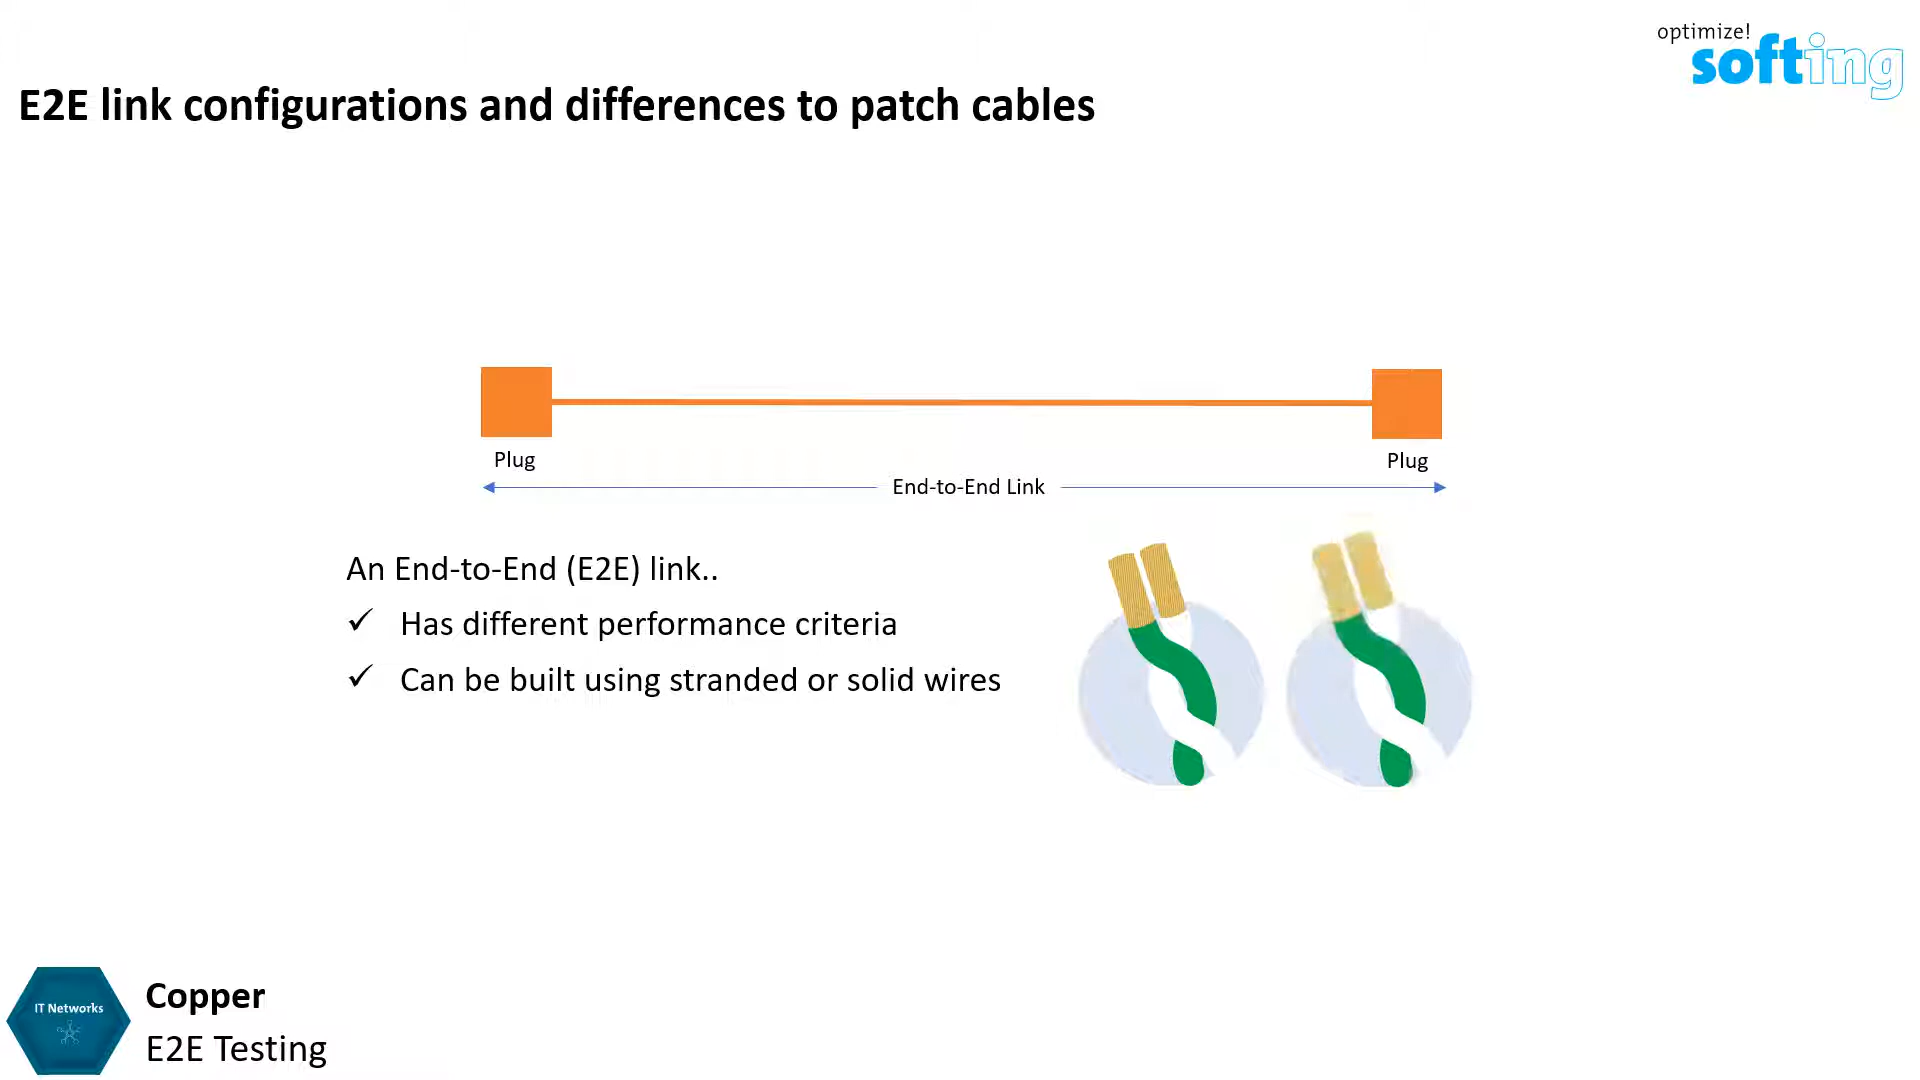 optimize!
softing
E2E link configurations and differences to patch cables
Plug
Plug
End-to-End Link
An End-to-End (E2E) link..
✓ Has different performance criteria
✓ Can be built using stranded or solid wires
IT Networks
Copper
E2E Testing